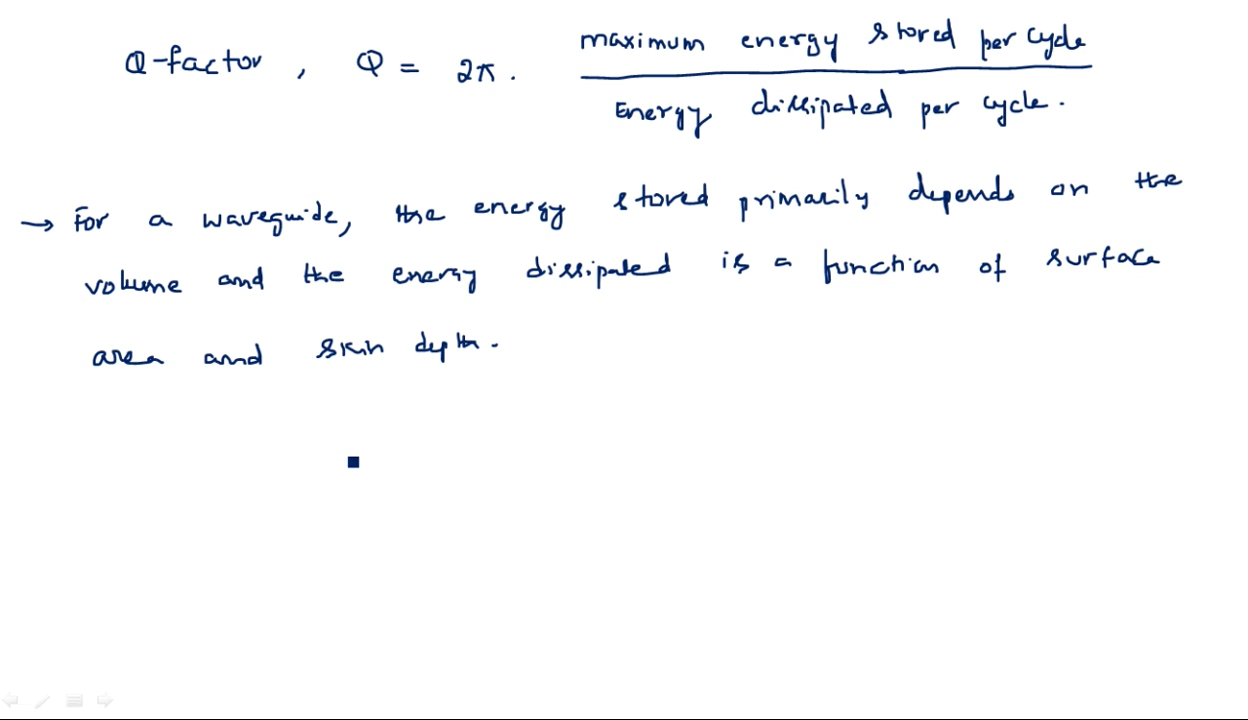 Q-factor , Q = 2π . maximum energy stored per cycle / Energy dissipated per cycle .
→ For a waveguide, the energy stored primarily depends on the
volume and the energy dissipated is a function of surface
area and skin depth .